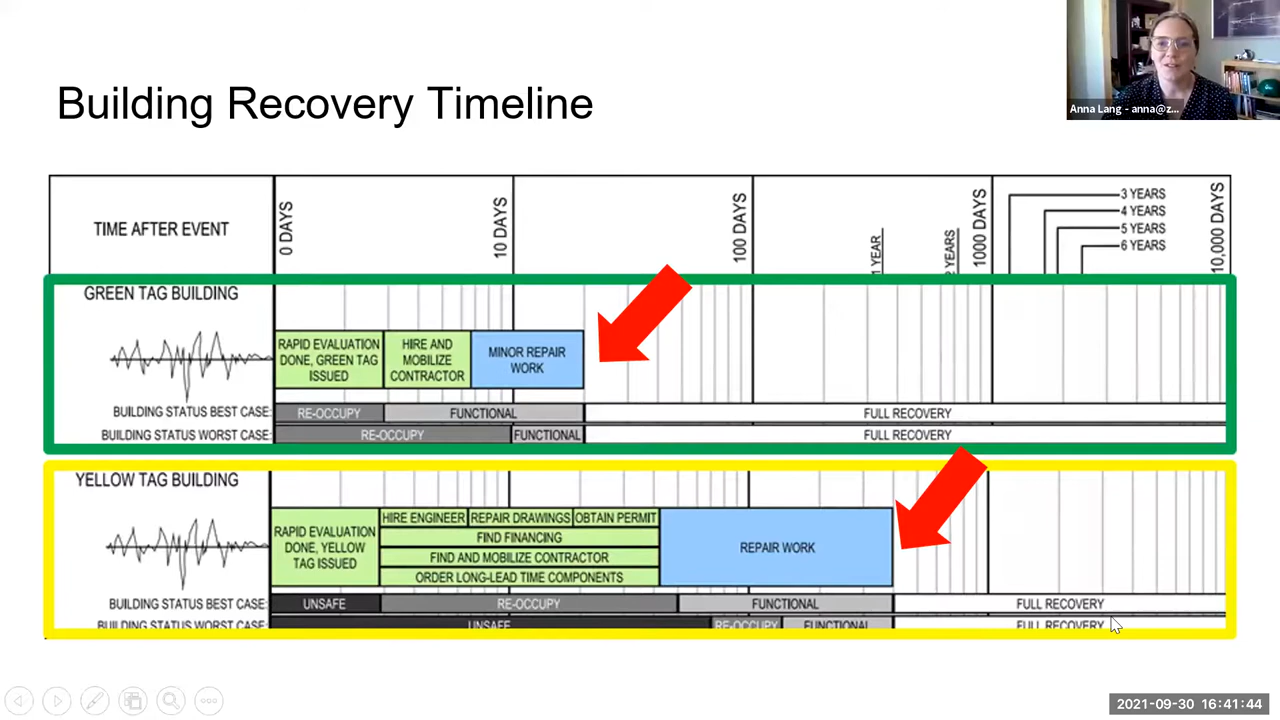 Anna Lang - anna@z...
Building Recovery Timeline
TIME AFTER EVENT
0 DAYS
10 DAYS
100 DAYS
1 YEAR
YEARS
1000 DAYS
3 YEARS
4 YEARS
5 YEARS
6 YEARS
10,000 DAYS
GREEN TAG BUILDING
RAPID EVALUATION
DONE, GREEN TAG
ISSUED
HIRE AND
MOBILIZE
CONTRACTOR
MINOR REPAIR
WORK
BUILDING STATUS BEST CASE:
RE-OCCUPY
FUNCTIONAL
FULL RECOVERY
BUILDING STATUS WORST CASE:
RE-OCCUPY
FUNCTIONAL
FULL RECOVERY
YELLOW TAG BUILDING
RAPID EVALUATION
DONE, YELLOW
TAG ISSUED
HIRE ENGINEER
REPAIR DRAWINGS
OBTAIN PERMIT
FIND FINANCING
FIND AND MOBILIZE CONTRACTOR
ORDER LONG-LEAD TIME COMPONENTS
REPAIR WORK
BUILDING STATUS BEST CASE:
UNSAFE
RE-OCCUPY
FUNCTIONAL
FULL RECOVERY
BUILDING STATUS WORST CASE:
UNSAFE
RE-OCCUPY
FUNCTIONAL
FULL RECOVERY
2021-09-30 16:41:44